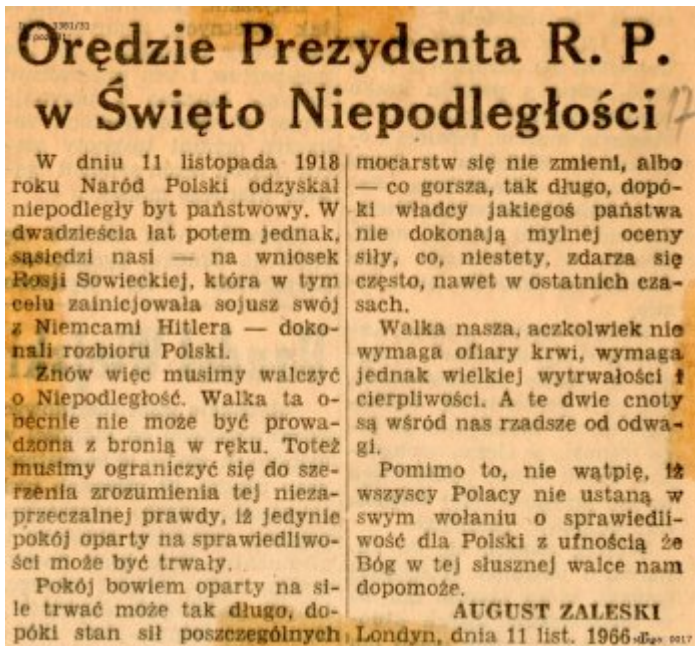 Orędzie Prezydenta R. P.
w Święto Niepodległości
17
W dniu 11 listopada 1918
roku Naród Polski odzyskał
niepodległy byt państwowy. W
dwadzieścia lat potem jednak,
sąsiedzi nasi — na wniosek
Rosji Sowieckiej, która w tym
celu zainicjowała sojusz swój
z Niemcami Hitlera — doko-
nali rozbioru Polski.
Znów więc musimy walczyć
o Niepodległość. Walka ta o-
becnie nie może być prowa-
dzona z bronią w ręku. Toteż
musimy ograniczyć się do sze-
rzenia zrozumienia tej nieza-
przeczalnej prawdy, iż jedynie
pokój oparty na sprawiedliwo-
ści może być trwały.
Pokój bowiem oparty na si-
le trwać może tak długo, do-
póki stan sił poszczególnych
mocarstw się nie zmieni, albo
— co gorsza, tak długo, dopó-
ki władcy jakiegoś państwa
nie dokonają mylnej oceny
siły, co, niestety, zdarza się
często, nawet w ostatnich cza-
sach.
Walka nasza, aczkolwiek nie
wymaga ofiary krwi, wymaga
jednak wielkiej wytrwałości i
cierpliwości. A te dwie cnoty
są wśród nas rzadsze od odwa-
gi.
Pomimo to, nie wątpię, iż
wszyscy Polacy nie ustaną w
swym wołaniu o sprawiedli-
wość dla Polski z ufnością że
Bóg w tej słusznej walce nam
dopomoże.
AUGUST ZALESKI
Londyn, dnia 11 list. 1966
0017